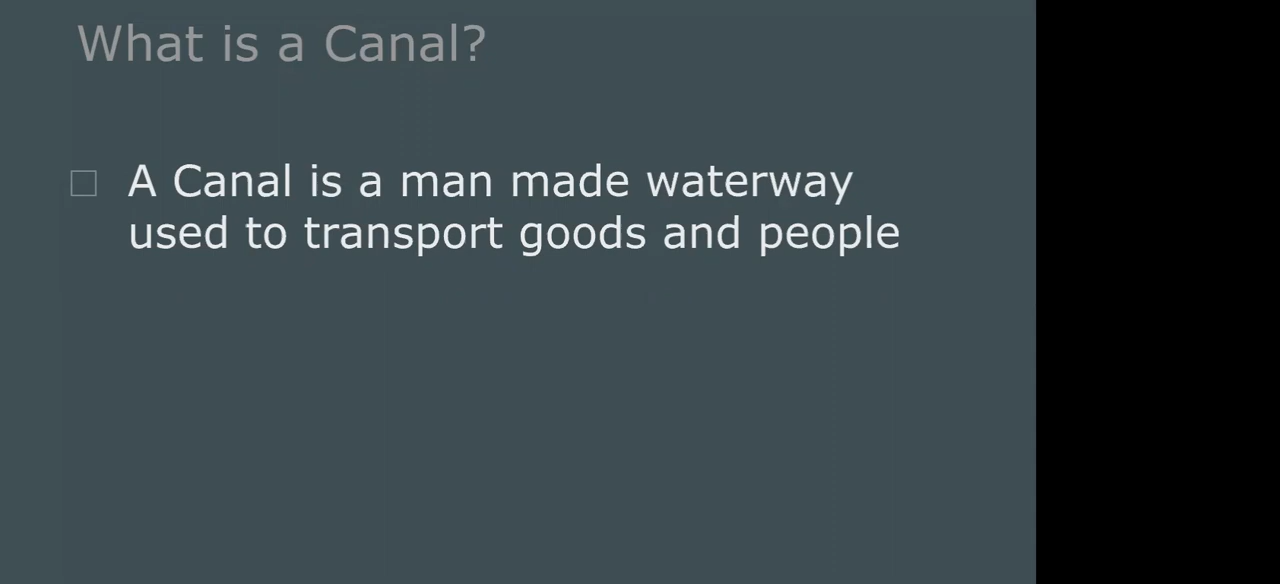 What is a Canal?
A Canal is a man made waterway
used to transport goods and people